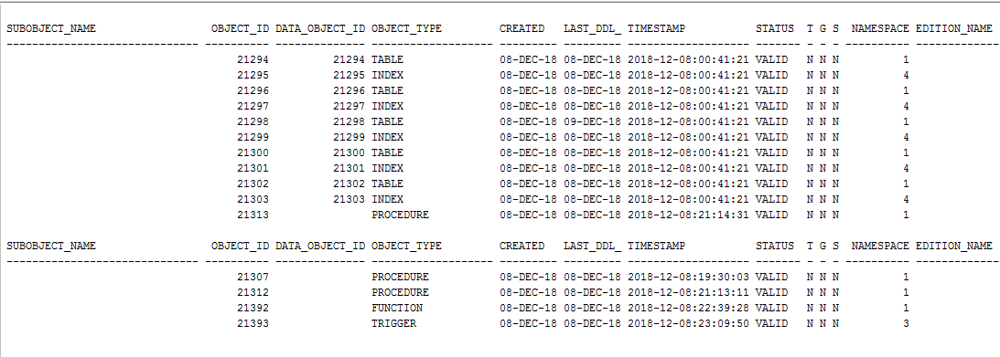 SUBOBJECT_NAME                 OBJECT_ID DATA_OBJECT_ID OBJECT_TYPE         CREATED   LAST_DDL_ TIMESTAMP           STATUS  T G S  NAMESPACE EDITION_NAME
------------------------------ ---------- -------------- ------------------- --------- --------- ------------------- ------- - - - ---------- -------------
21294          21294 TABLE               08-DEC-18 08-DEC-18 2018-12-08:00:41:21 VALID   N N N          1
21295          21295 INDEX               08-DEC-18 08-DEC-18 2018-12-08:00:41:21 VALID   N N N          4
21296          21296 TABLE               08-DEC-18 08-DEC-18 2018-12-08:00:41:21 VALID   N N N          1
21297          21297 INDEX               08-DEC-18 08-DEC-18 2018-12-08:00:41:21 VALID   N N N          4
21298          21298 TABLE               08-DEC-18 09-DEC-18 2018-12-08:00:41:21 VALID   N N N          1
21299          21299 INDEX               08-DEC-18 08-DEC-18 2018-12-08:00:41:21 VALID   N N N          4
21300          21300 TABLE               08-DEC-18 08-DEC-18 2018-12-08:00:41:21 VALID   N N N          1
21301          21301 INDEX               08-DEC-18 08-DEC-18 2018-12-08:00:41:21 VALID   N N N          4
21302          21302 TABLE               08-DEC-18 08-DEC-18 2018-12-08:00:41:21 VALID   N N N          1
21303          21303 INDEX               08-DEC-18 08-DEC-18 2018-12-08:00:41:21 VALID   N N N          4
21313                PROCEDURE           08-DEC-18 08-DEC-18 2018-12-08:21:14:31 VALID   N N N          1
SUBOBJECT_NAME                 OBJECT_ID DATA_OBJECT_ID OBJECT_TYPE         CREATED   LAST_DDL_ TIMESTAMP           STATUS  T G S  NAMESPACE EDITION_NAME
------------------------------ ---------- -------------- ------------------- --------- --------- ------------------- ------- - - - ---------- -------------
21307                PROCEDURE           08-DEC-18 08-DEC-18 2018-12-08:19:30:03 VALID   N N N          1
21312                PROCEDURE           08-DEC-18 08-DEC-18 2018-12-08:21:13:11 VALID   N N N          1
21392                FUNCTION            08-DEC-18 08-DEC-18 2018-12-08:22:39:28 VALID   N N N          1
21393                TRIGGER             08-DEC-18 08-DEC-18 2018-12-08:23:09:50 VALID   N N N          3